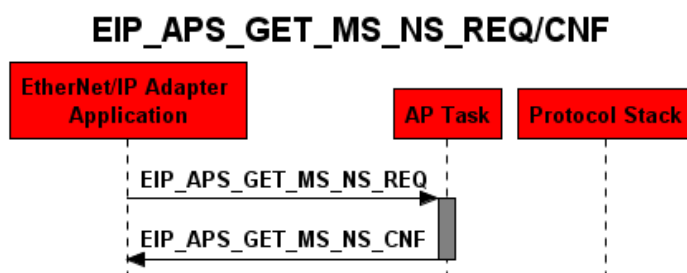 EIP_APS_GET_MS_NS_REQ/CNF
EtherNet/IP Adapter
Application
AP Task
Protocol Stack
EIP_APS_GET_MS_NS_REQ
EIP_APS_GET_MS_NS_CNF